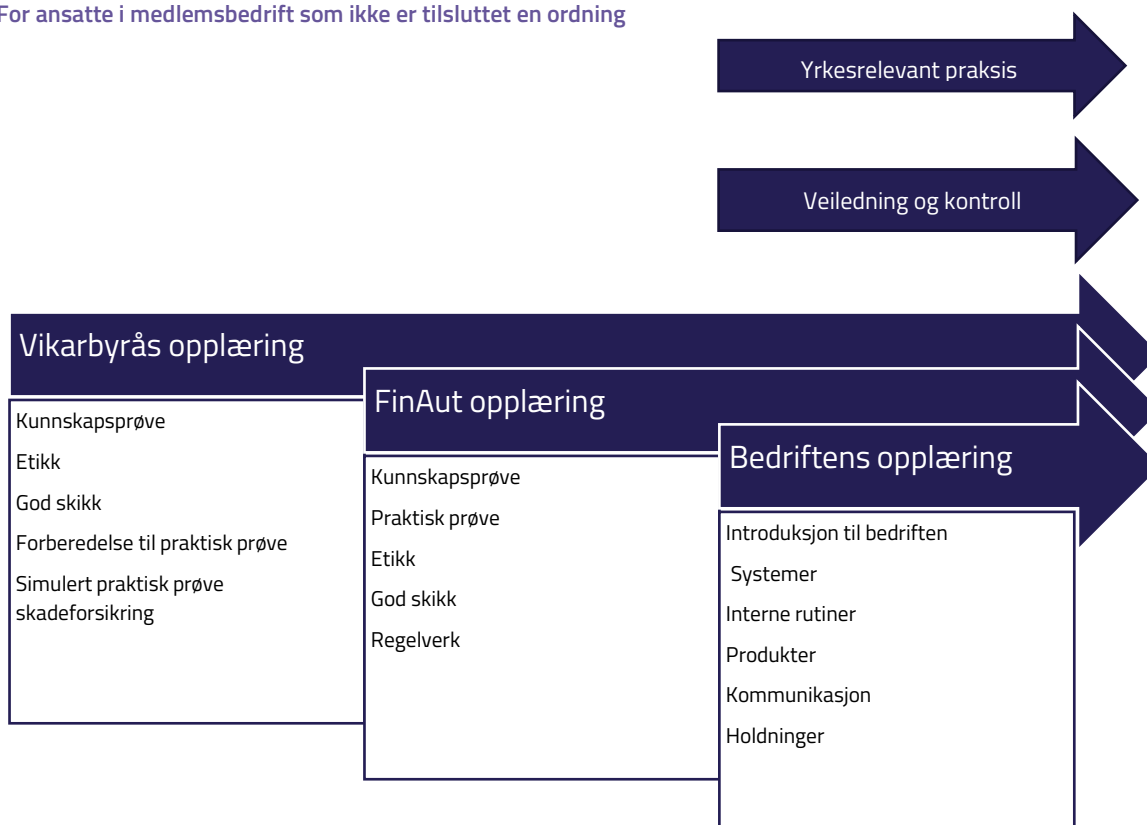 For ansatte i medlemsbedrift som ikke er tilsluttet en ordning
Yrkesrelevant praksis
Veiledning og kontroll
Vikarbyrås opplæring
Kunnskapsprøve
Etikk
God skikk
Forberedelse til praktisk prøve
Simulert praktisk prøve
skadeforsikring
FinAut opplæring
Kunnskapsprøve
Praktisk prøve
Etikk
God skikk
Regelverk
Bedriftens opplæring
Introduksjon til bedriften
Systemer
Interne rutiner
Produkter
Kommunikasjon
Holdninger